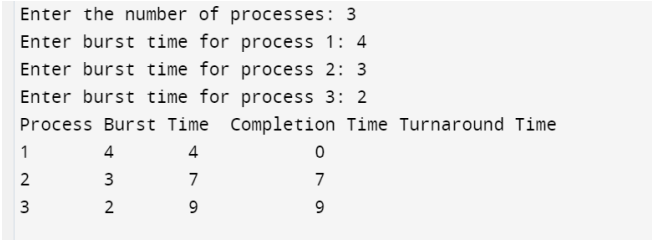 Enter the number of processes: 3
Enter burst time for process 1: 4
Enter burst time for process 2: 3
Enter burst time for process 3: 2
Process Burst Time  Completion Time Turnaround Time
1       4       4           0
2       3       7           7
3       2       9           9